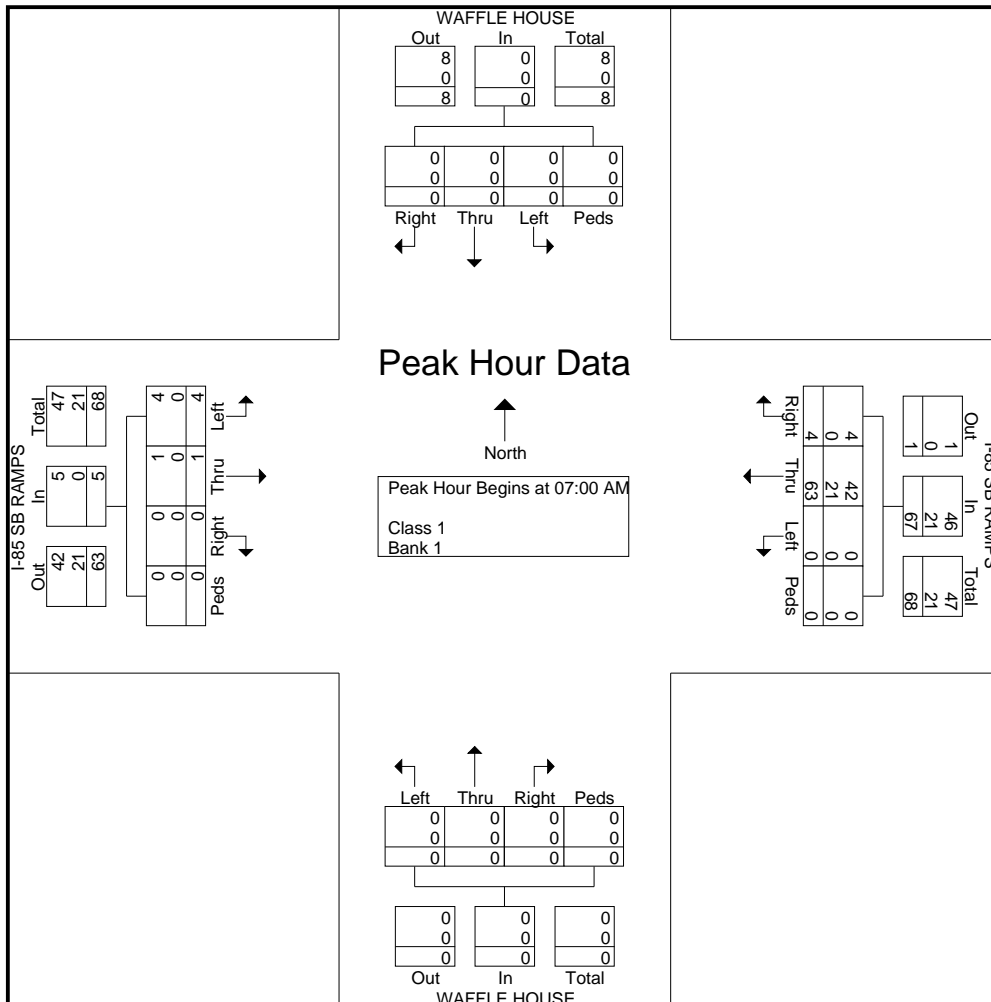 WAFFLE HOUSE
Out In Total
8 0 8
0 0 0
8 0 8
0 0 0 0
0 0 0 0
0 0 0 0
Right Thru Left Peds
Peak Hour Data
North
Peak Hour Begins at 07:00 AM
Class 1
Bank 1
I-85 SB RAMPS
Out In Total
42 5 47
21 0 21
63 5 68
0 0 1 4
0 0 0 0
0 0 1 4
Peds Right Thru Left
I-85 SB RAMPS
Out In Total
1 46 47
0 21 21
1 67 68
4 42 0 0
0 21 0 0
4 63 0 0
Right Thru Left Peds
Left Thru Right Peds
0 0 0 0
0 0 0 0
0 0 0 0
0 0 0
0 0 0
0 0 0
Out In Total
WAFFLE HOUSE